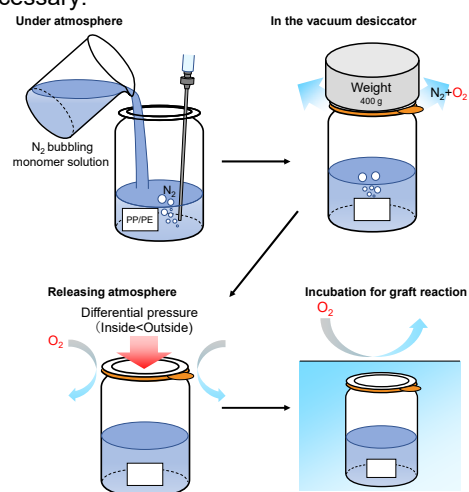 cessary.
Under atmosphere
In the vacuum desiccator
Weight
400 g
N₂+O₂
N₂ bubbling
monomer solution
N₂
PP/PE
Releasing atmosphere
Incubation for graft reaction
Differential pressure
(Inside<Outside)
O₂
O₂